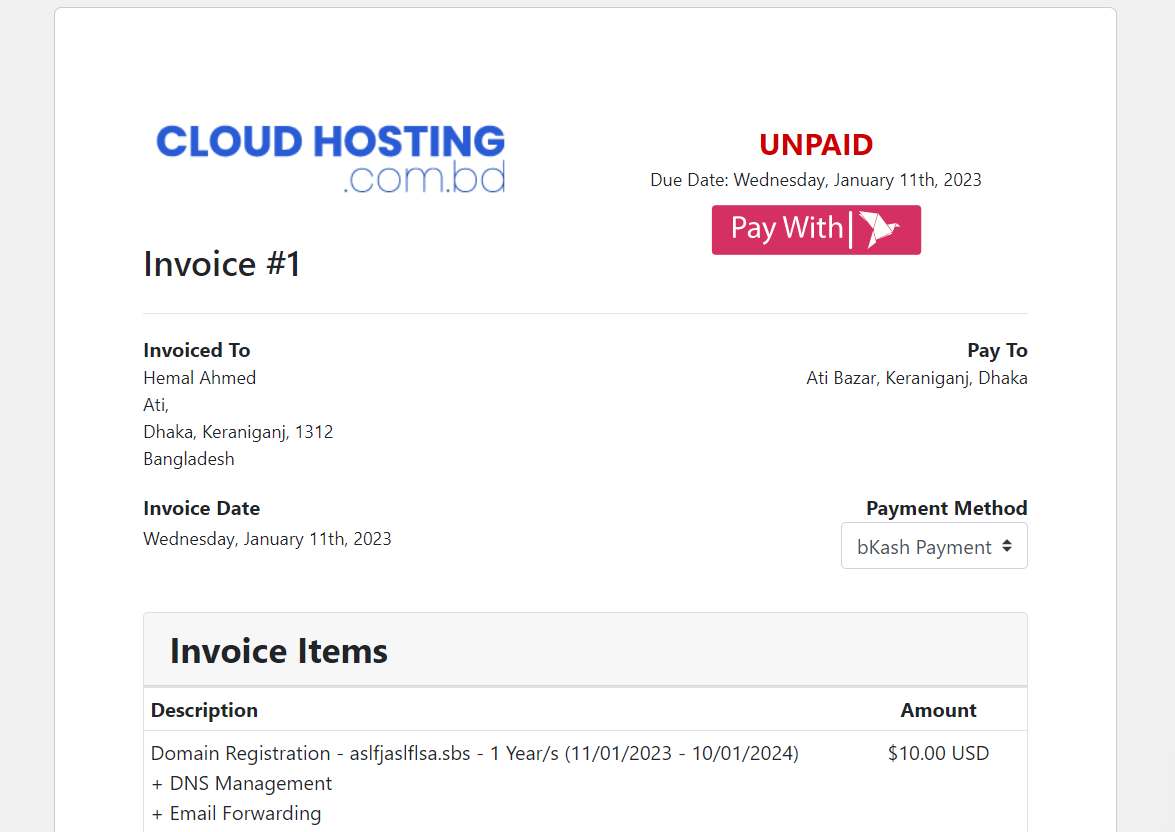 CLOUD HOSTING
.com.bd
UNPAID
Due Date: Wednesday, January 11th, 2023
Pay With
Invoice #1
Invoiced To
Hemal Ahmed
Ati,
Dhaka, Keraniganj, 1312
Bangladesh
Pay To
Ati Bazar, Keraniganj, Dhaka
Invoice Date
Wednesday, January 11th, 2023
Payment Method
bKash Payment
Invoice Items
Description Amount
Domain Registration - aslfjaslflsa.sbs - 1 Year/s (11/01/2023 - 10/01/2024) $10.00 USD
+ DNS Management
+ Email Forwarding